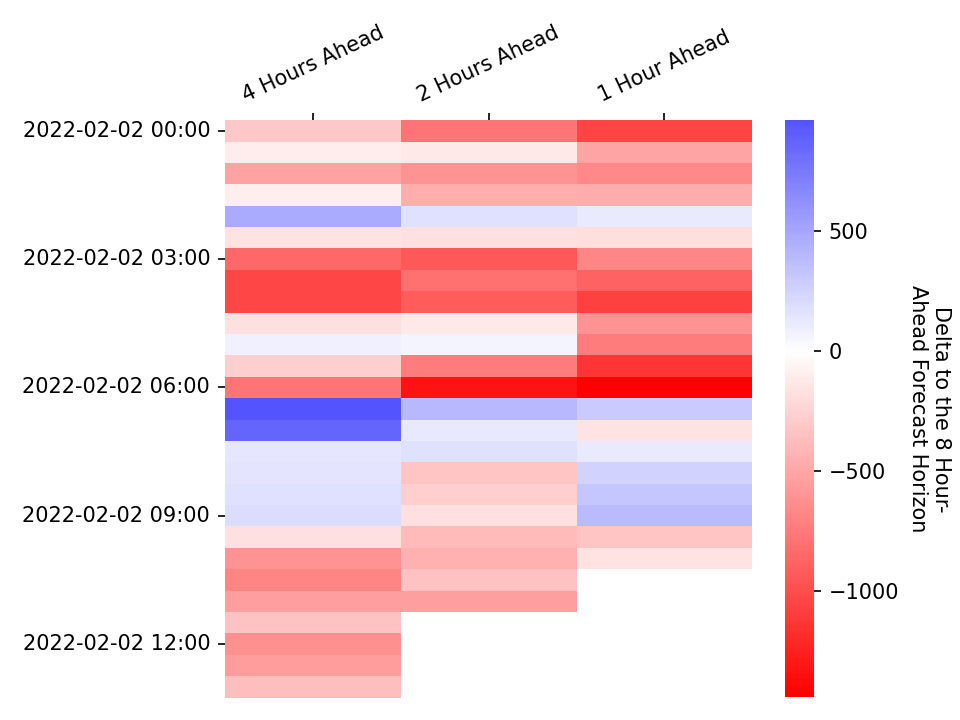 4 Hours Ahead
2 Hours Ahead
1 Hour Ahead
2022-02-02 00:00
2022-02-02 03:00
2022-02-02 06:00
2022-02-02 09:00
2022-02-02 12:00
500
0
−500
−1000
Delta to the 8 Hour-
Ahead Forecast Horizon